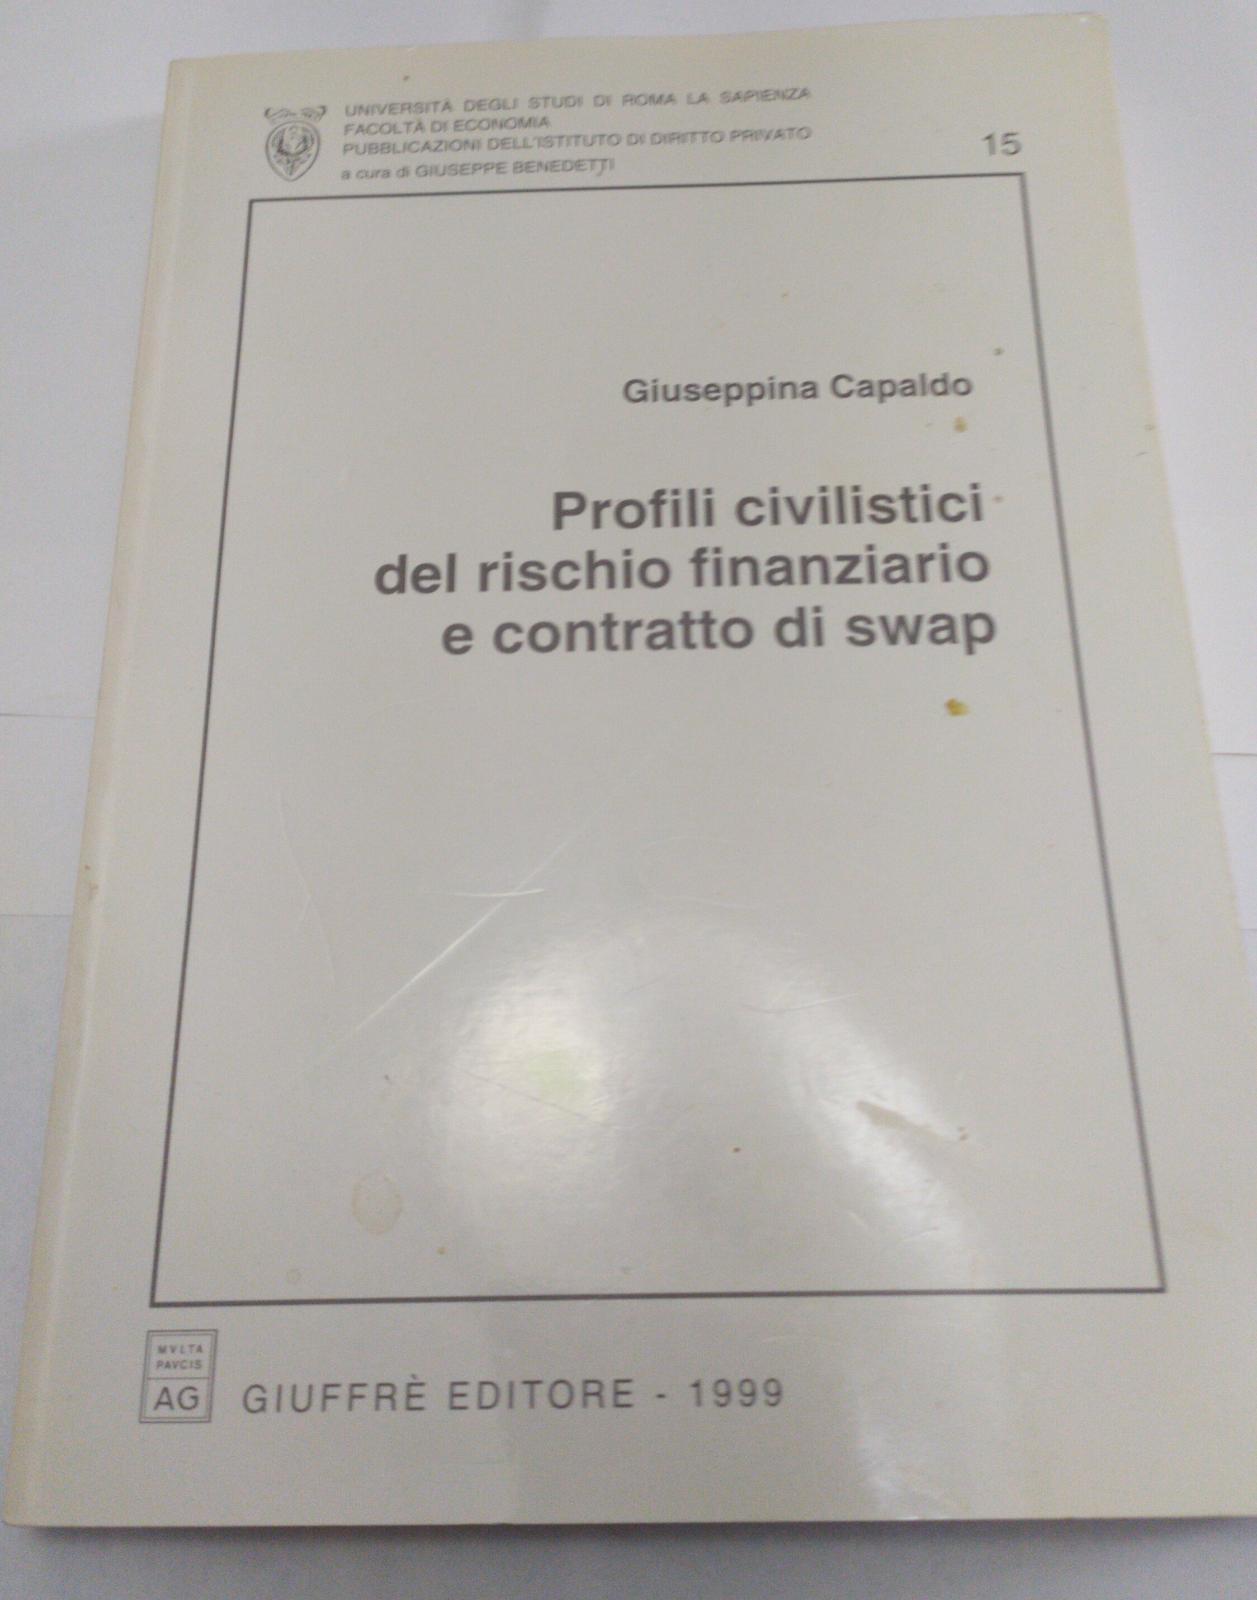 UNIVERSITÀ DEGLI STUDI DI ROMA LA SAPIENZA
FACOLTÀ DI ECONOMIA
PUBBLICAZIONI DELL'ISTITUTO DI DIRITTO PRIVATO
a cura di GIUSEPPE BENEDETTI
15
Giuseppina Capaldo
Profili civilistici
del rischio finanziario
e contratto di swap
MVLTA
PAVCIS
AG
GIUFFRÈ EDITORE - 1999